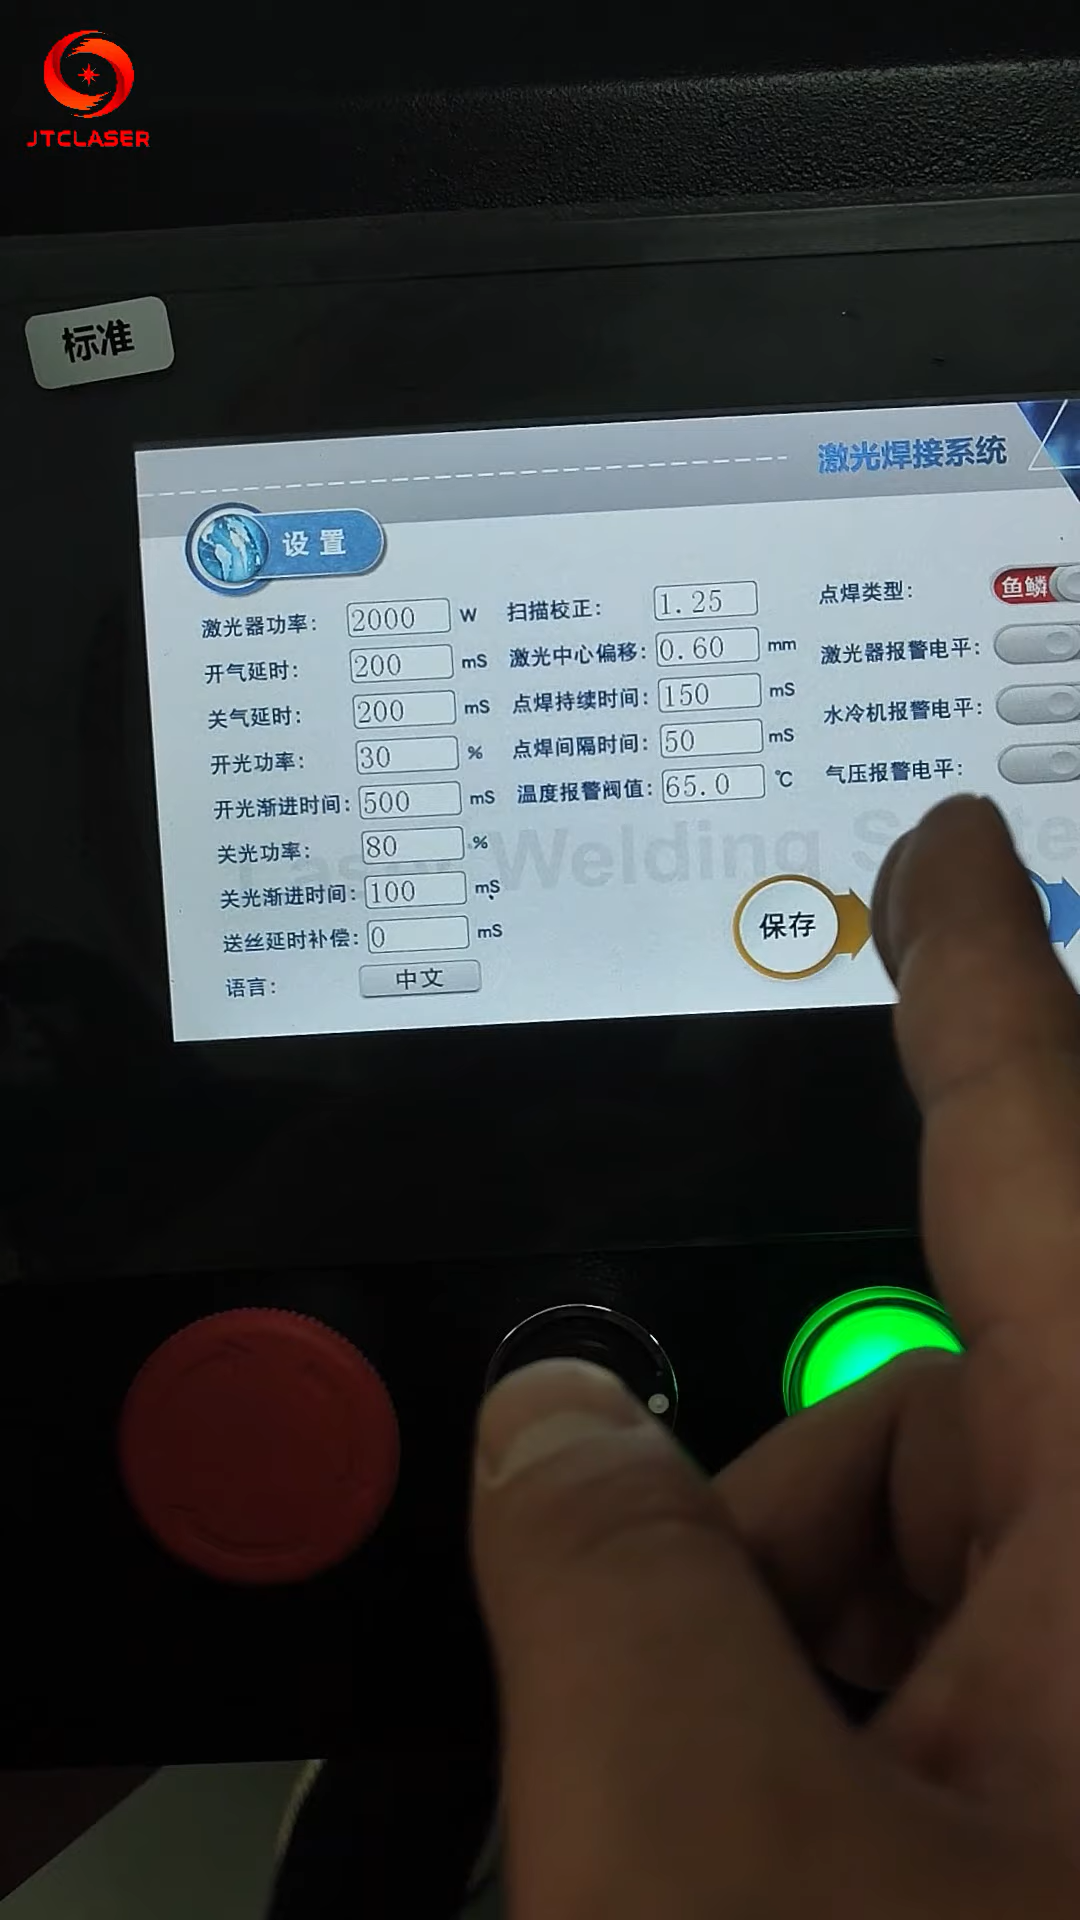 JTCLASER
标准
激光焊接系统
设置
激光器功率: 2000 W
开气延时: 200 mS
关气延时: 200 mS
开光功率: 30 %
开光渐进时间: 500 mS
关光功率: 80 %
关光渐进时间: 100 mS
送丝延时补偿: 0 mS
语言: 中文
扫描校正: 1.25
激光中心偏移: 0.60 mm
点焊持续时间: 150 mS
点焊间隔时间: 50 mS
温度报警阀值: 65.0 ℃
点焊类型: 鱼鳞
激光器报警电平:
水冷机报警电平:
气压报警电平:
Laser Welding
保存